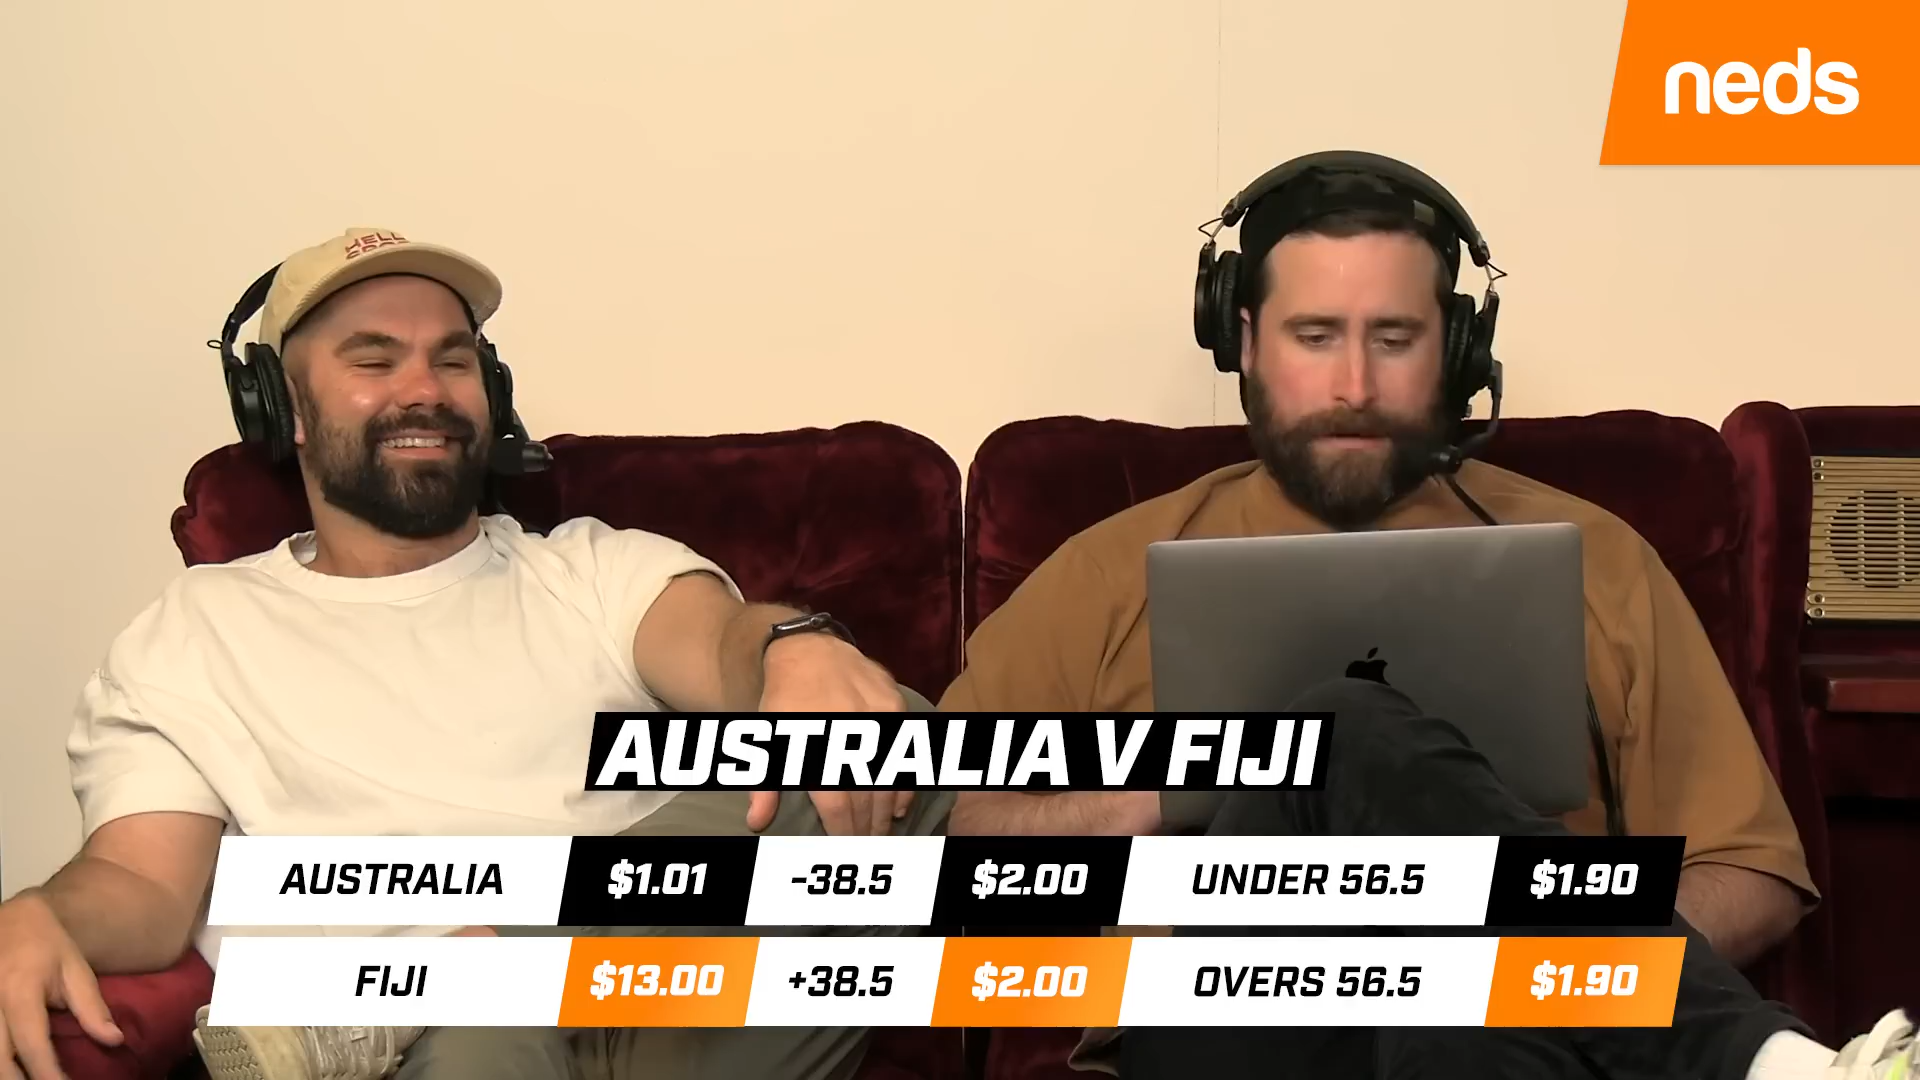 neds
HELL
AUSTRALIA V FIJI
AUSTRALIA $1.01 -38.5 $2.00 UNDER 56.5 $1.90
FIJI $13.00 +38.5 $2.00 OVERS 56.5 $1.90